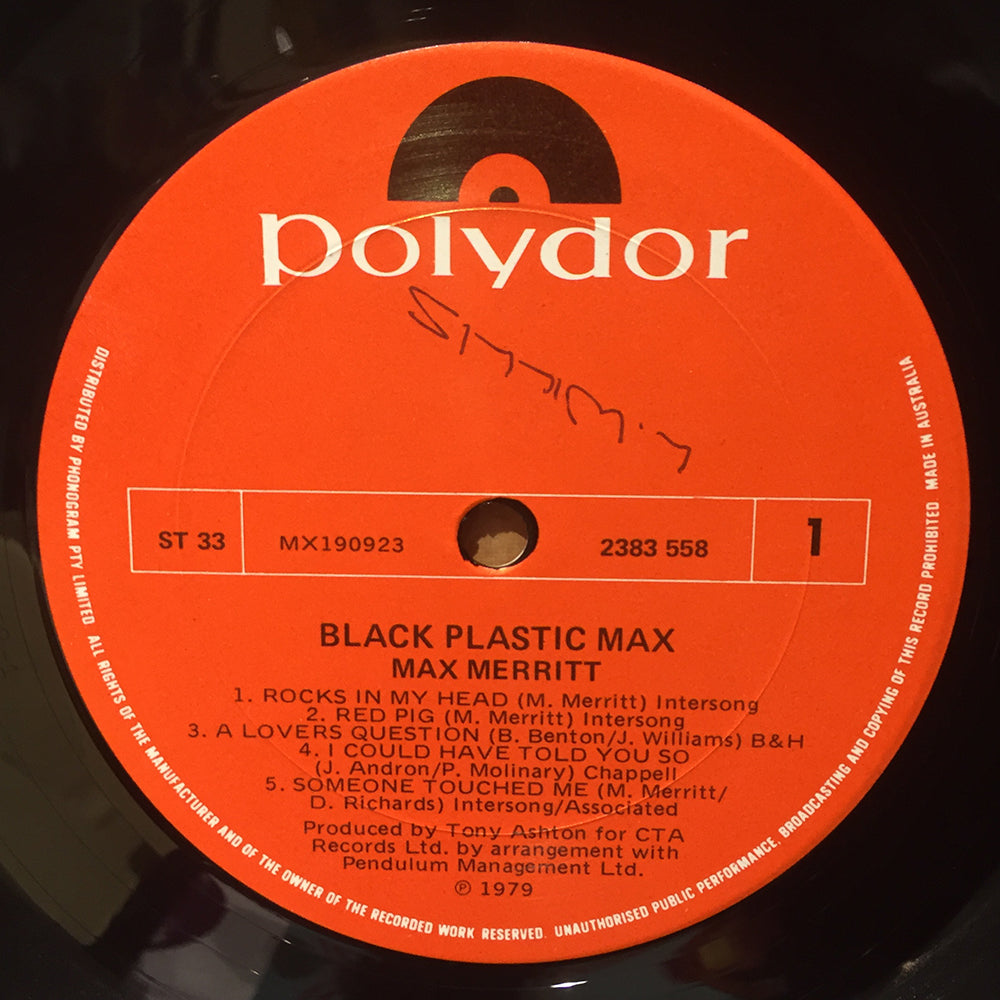 polydor
ST 33
MX190923
2383 558
1
BLACK PLASTIC MAX
MAX MERRITT
1. ROCKS IN MY HEAD (M. Merritt) Intersong
2. RED PIG (M. Merritt) Intersong
3. A LOVERS QUESTION (B. Benton/J. Williams) B&H
4. I COULD HAVE TOLD YOU SO
(J. Andron/P. Molinary) Chappell
5. SOMEONE TOUCHED ME (M. Merritt/
D. Richards) Intersong/Associated
Produced by Tony Ashton for CTA
Records Ltd. by arrangement with
Pendulum Management Ltd.
℗ 1979
DISTRIBUTED BY PHONOGRAM PTY LIMITED ALL RIGHTS OF THE MANUFACTURER AND OF THE OWNER OF THE RECORDED WORK RESERVED. UNAUTHORISED PUBLIC PERFORMANCE, BROADCASTING AND COPYING OF THIS RECORD PROHIBITED MADE IN AUSTRALIA